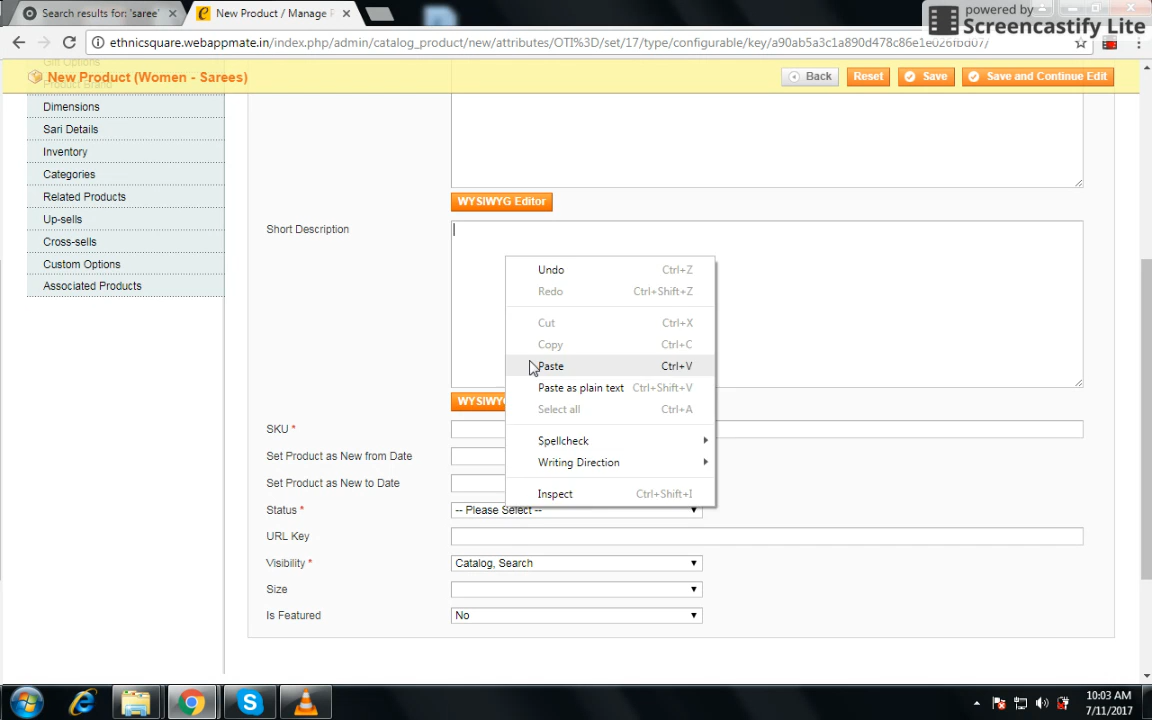 Search results for: 'saree'
New Product / Manage P
powered by
Screencastify Lite
ethnicsquare.webappmate.in/index.php/admin/catalog_product/new/attributes/OTI%3D/set/17/type/configurable/key/a90ab5a3c1a890d478c86e1e026fbd07/
Gift Options
New Product (Women - Sarees)
Back
Reset
Save
Save and Continue Edit
Product Brand
Dimensions
Sari Details
Inventory
Categories
Related Products
Up-sells
Cross-sells
Custom Options
Associated Products
WYSIWYG Editor
Short Description
Undo Ctrl+Z
Redo Ctrl+Shift+Z
Cut Ctrl+X
Copy Ctrl+C
Paste Ctrl+V
Paste as plain text Ctrl+Shift+V
Select all Ctrl+A
Spellcheck
Writing Direction
Inspect Ctrl+Shift+I
WYSIWYG
SKU *
Set Product as New from Date
Set Product as New to Date
Status * -- Please Select --
URL Key
Visibility * Catalog, Search
Size
Is Featured No
10:03 AM
7/11/2017